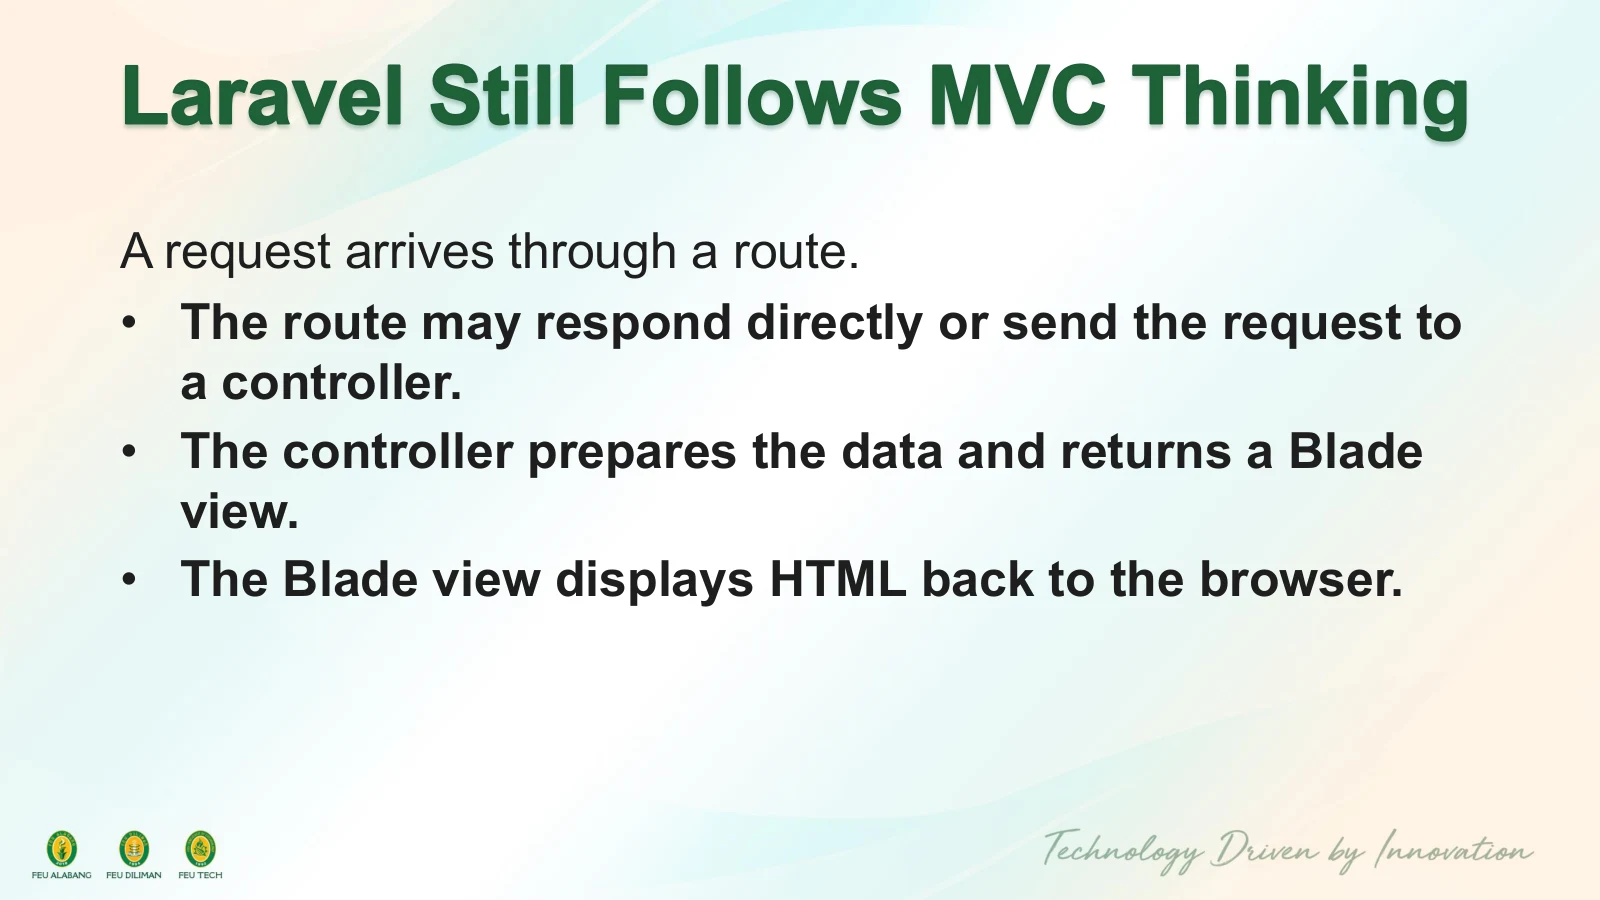 Laravel Still Follows MVC Thinking
A request arrives through a route.
• The route may respond directly or send the request to
a controller.
• The controller prepares the data and returns a Blade
view.
• The Blade view displays HTML back to the browser.
FEU ALABANG
FEU DILIMAN
FEU TECH
Technology Driven by Innovation